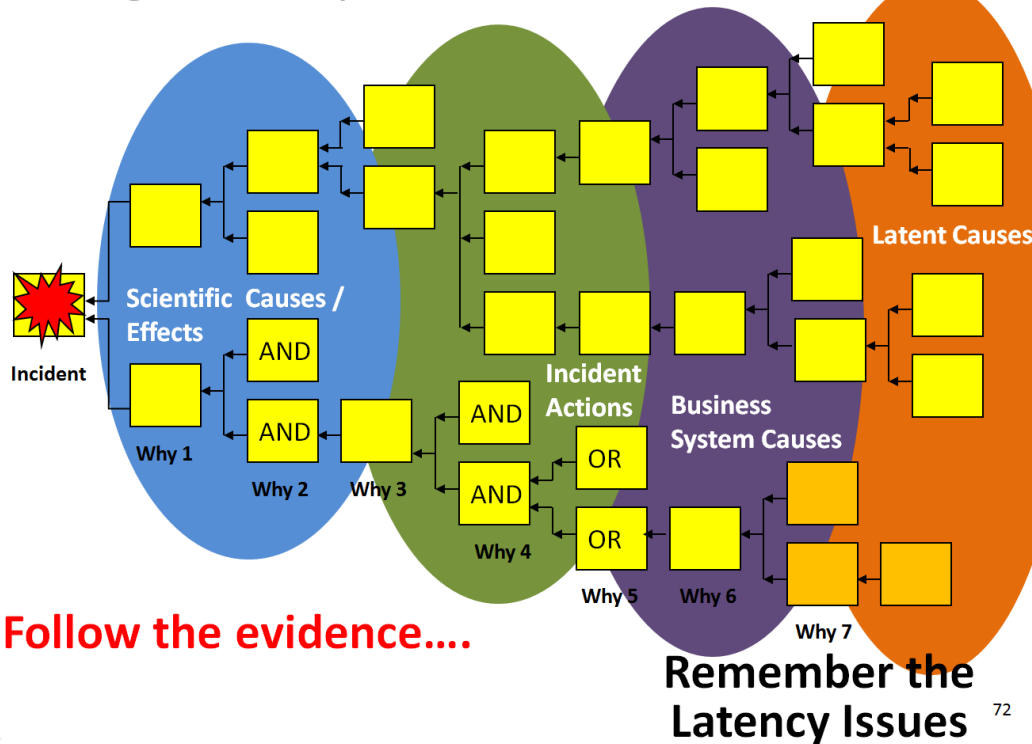 Latent Causes
Scientific Causes /
Effects
Incident
AND
AND
Why 1
Why 2
Why 3
Incident
Actions
AND
AND
Why 4
OR
OR
Why 5
Business
System Causes
Why 6
Why 7
Follow the evidence....
Remember the
Latency Issues
72